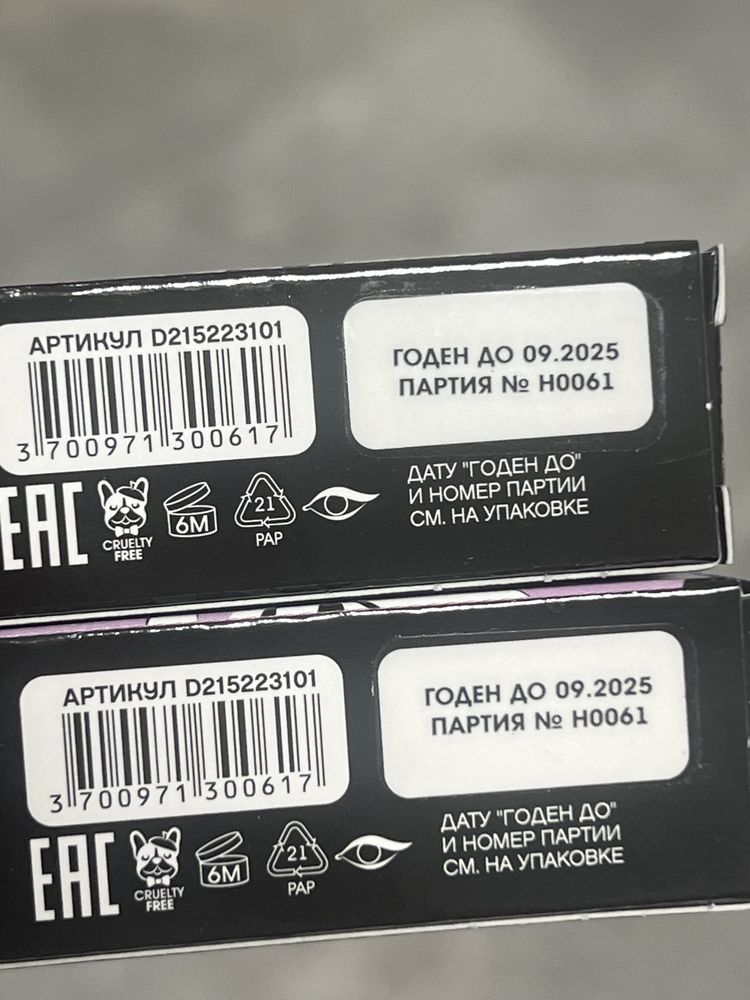 АРТИКУЛ D215223101
3 700971 300617
ГОДЕН ДО 09.2025
ПАРТИЯ № H0061
EAC
CRUELTY
FREE
6M
21
PAP
ДАТУ "ГОДЕН ДО"
И НОМЕР ПАРТИИ
СМ. НА УПАКОВКЕ
АРТИКУЛ D215223101
3 700971 300617
ГОДЕН ДО 09.2025
ПАРТИЯ № H0061
EAC
CRUELTY
FREE
6M
21
PAP
ДАТУ "ГОДЕН ДО"
И НОМЕР ПАРТИИ
СМ. НА УПАКОВКЕ